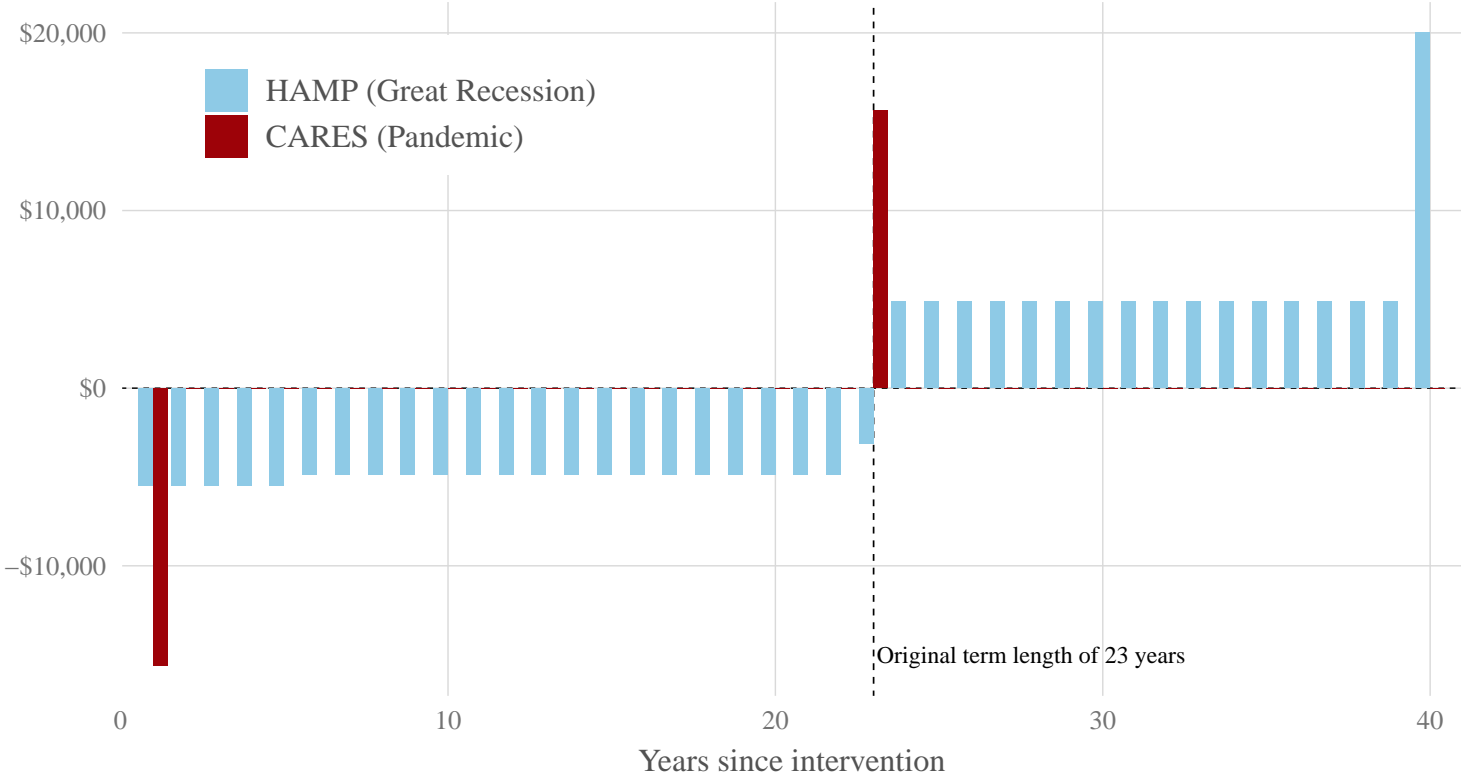 $20,000
HAMP (Great Recession)
CARES (Pandemic)
$10,000
$0
–$10,000
Original term length of 23 years
0 10 20 30 40
Years since intervention